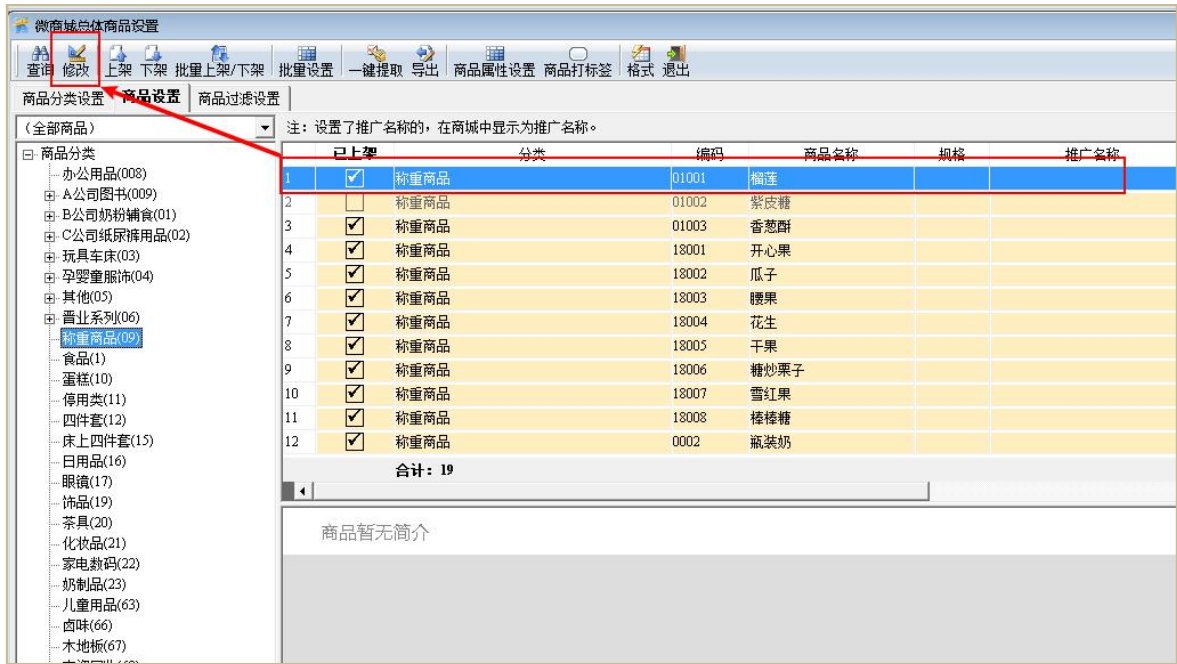 微商城总体商品设置
查询 修改 上架 下架 批量上架/下架 批量设置 一键提取 导出 商品属性设置 商品打标签 格式 退出
商品分类设置 商品设置 商品过滤设置
(全部商品)
注：设置了推广名称的，在商城中显示为推广名称。
商品分类
办公用品(008)
A公司图书(009)
B公司奶粉辅食(01)
C公司纸尿裤用品(02)
玩具车床(03)
孕婴童服饰(04)
其他(05)
晋业系列(06)
称重商品(09)
食品(1)
蛋糕(10)
停用类(11)
四件套(12)
床上四件套(15)
日用品(16)
眼镜(17)
饰品(19)
茶具(20)
化妆品(21)
家电数码(22)
奶制品(23)
儿童用品(63)
卤味(66)
木地板(67)
已上架 分类 编码 商品名称 规格 推广名称
1 称重商品 01001 榴莲
2 称重商品 01002 紫皮糖
3 称重商品 01003 香葱酥
4 称重商品 18001 开心果
5 称重商品 18002 瓜子
6 称重商品 18003 腰果
7 称重商品 18004 花生
8 称重商品 18005 干果
9 称重商品 18006 糖炒栗子
10 称重商品 18007 雪红果
11 称重商品 18008 棒棒糖
12 称重商品 0002 瓶装奶
合计：19
商品暂无简介